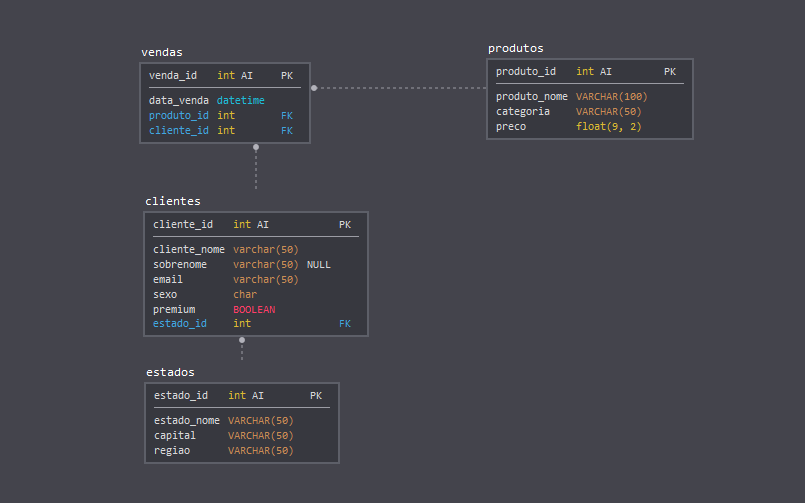 vendas
venda_id int AI PK
data_venda datetime
produto_id int FK
cliente_id int FK
produtos
produto_id int AI PK
produto_nome VARCHAR(100)
categoria VARCHAR(50)
preco float(9, 2)
clientes
cliente_id int AI PK
cliente_nome varchar(50)
sobrenome varchar(50) NULL
email varchar(50)
sexo char
premium BOOLEAN
estado_id int FK
estados
estado_id int AI PK
estado_nome VARCHAR(50)
capital VARCHAR(50)
regiao VARCHAR(50)